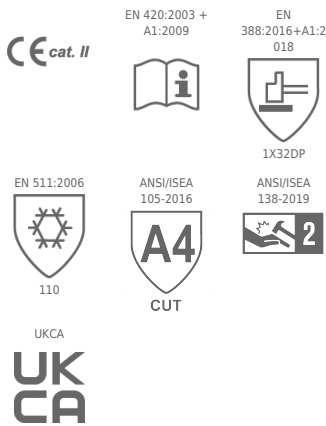 CE cat. II
EN 420:2003 +
A1:2009
i
EN
388:2016+A1:2
018
1X32DP
EN 511:2006
110
ANSI/ISEA
105-2016
A4
CUT
ANSI/ISEA
138-2019
2
UKCA
UK
CA